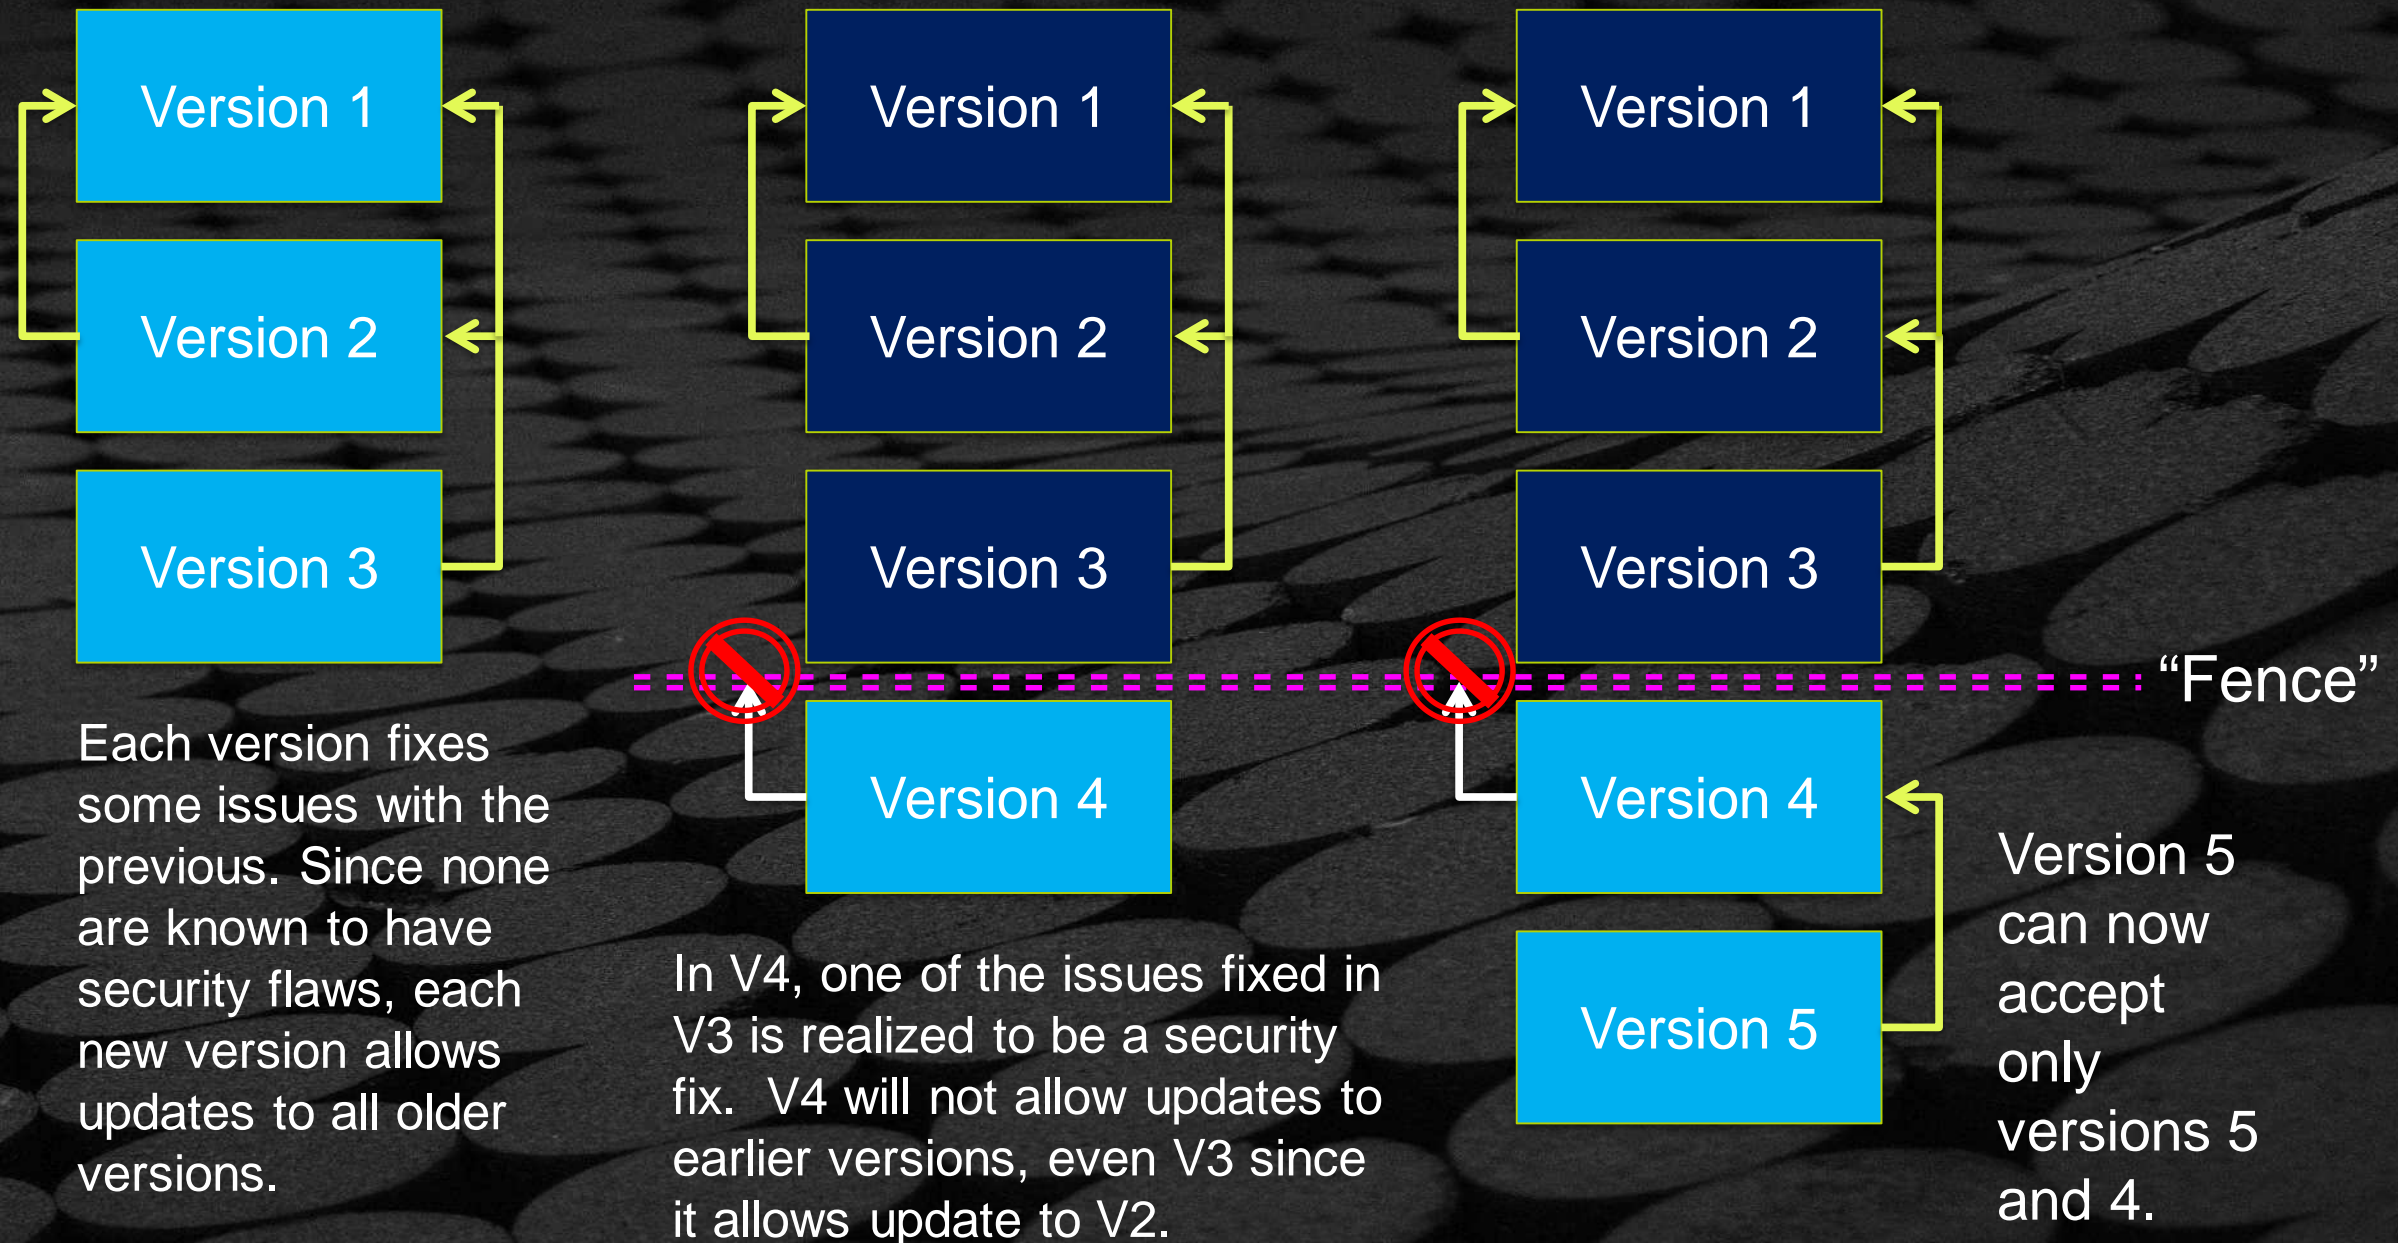 Version 1
Version 2
Version 3
Each version fixes
some issues with the
previous. Since none
are known to have
security flaws, each
new version allows
updates to all older
versions.
Version 1
Version 2
Version 3
Version 4
In V4, one of the issues fixed in
V3 is realized to be a security
fix. V4 will not allow updates to
earlier versions, even V3 since
it allows update to V2.
Version 1
Version 2
Version 3
“Fence”
Version 4
Version 5
Version 5
can now
accept
only
versions 5
and 4.